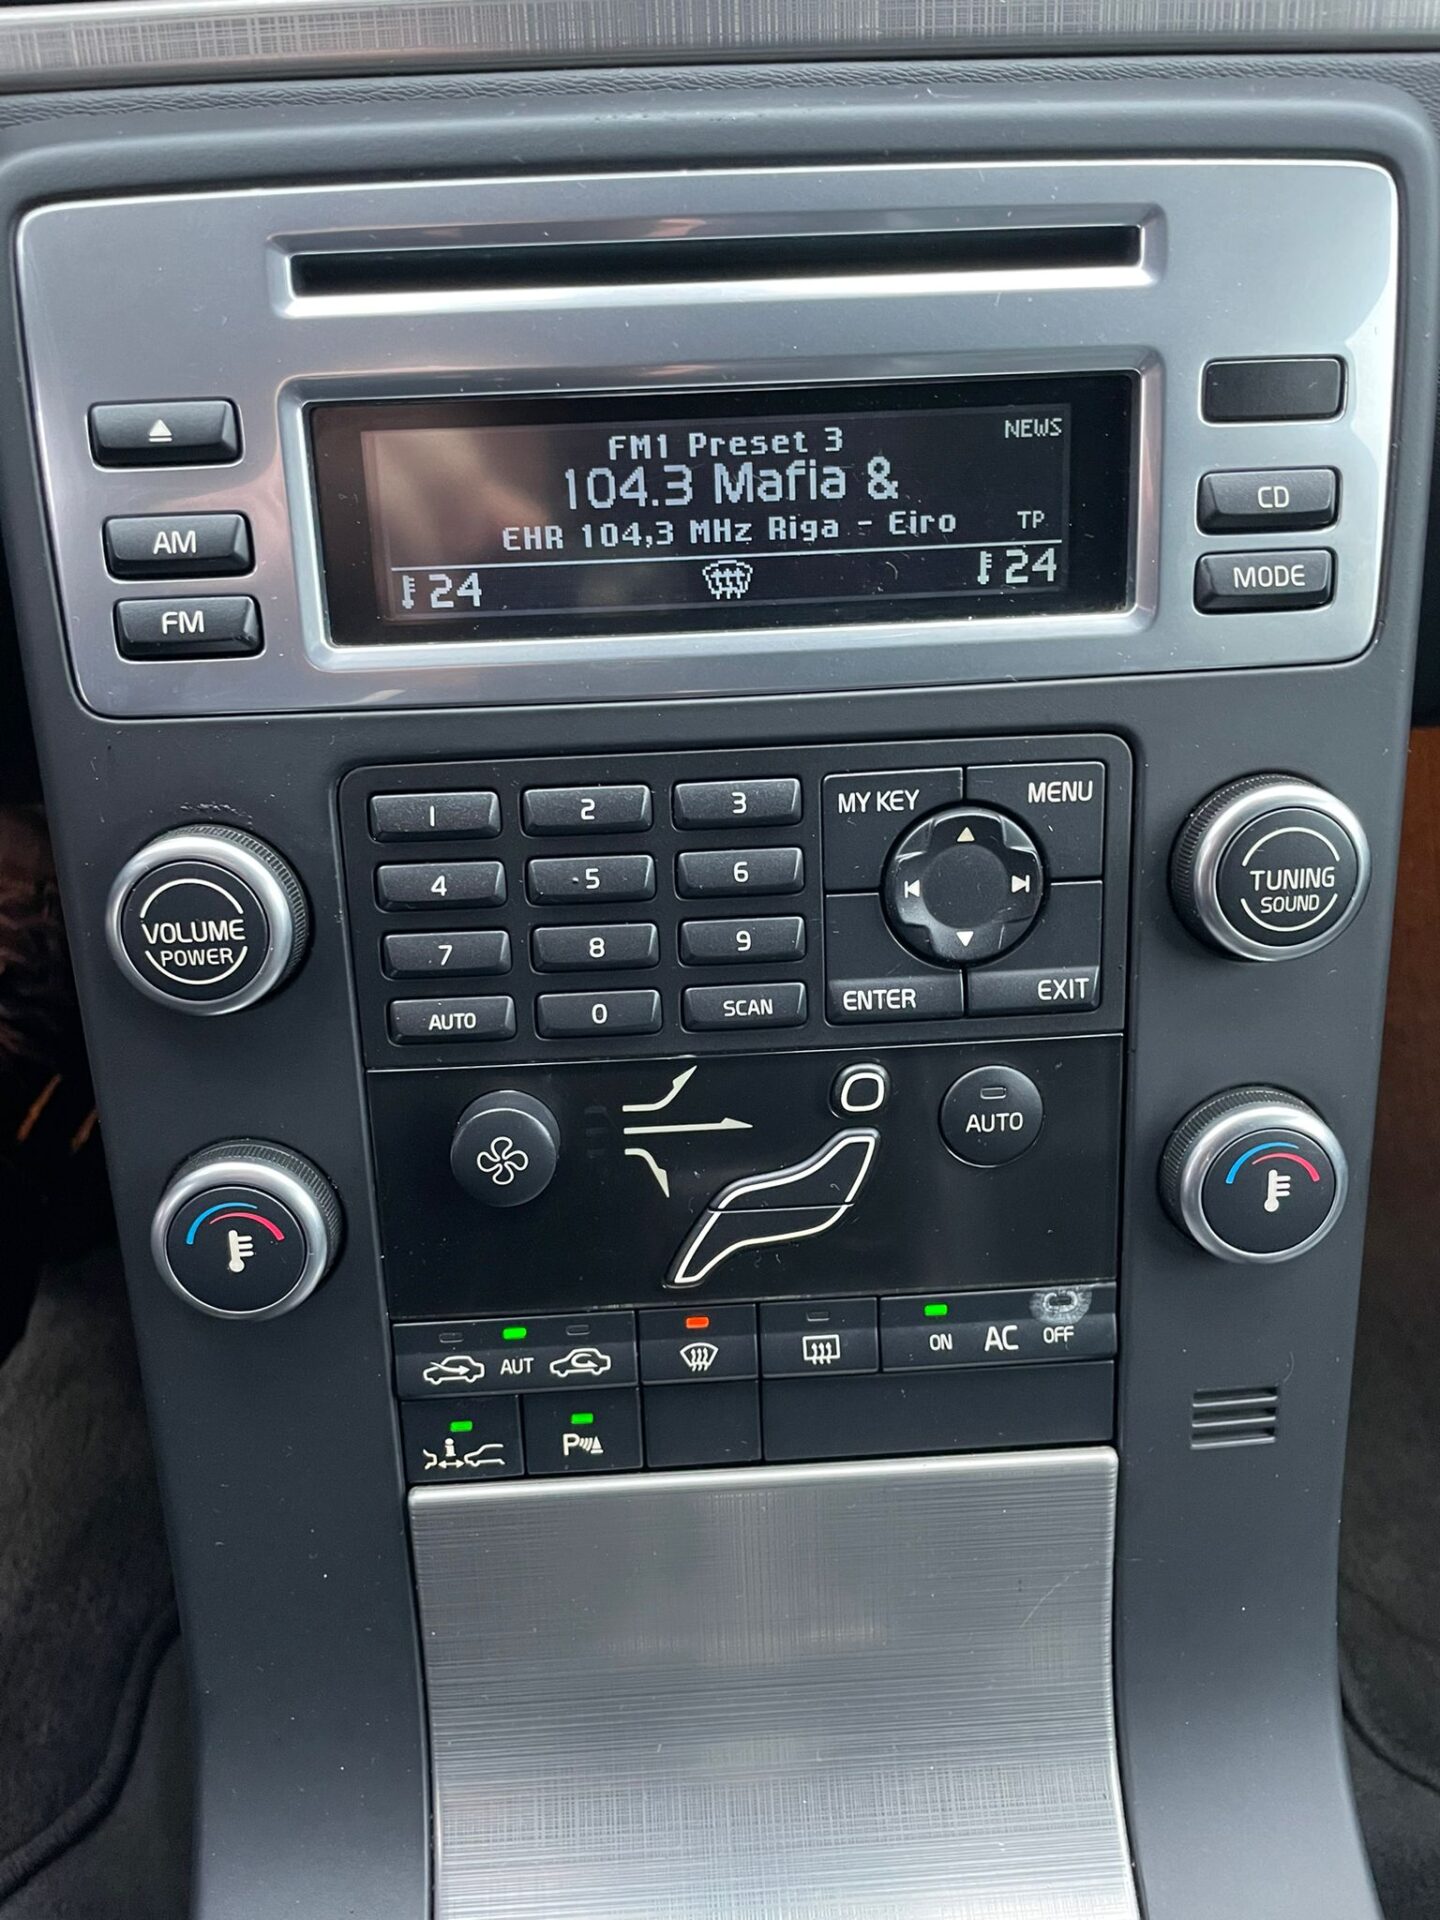 FM1 Preset 3
NEWS
104.3 Mafia &
EHR 104,3 MHz Riga - Eiro
TP
24
24
AM
FM
CD
MODE
1
2
3
MY KEY
MENU
4
5
6
7
8
9
AUTO
0
SCAN
ENTER
EXIT
VOLUME
POWER
TUNING
SOUND
AUTO
AUT
ON
AC
OFF
P